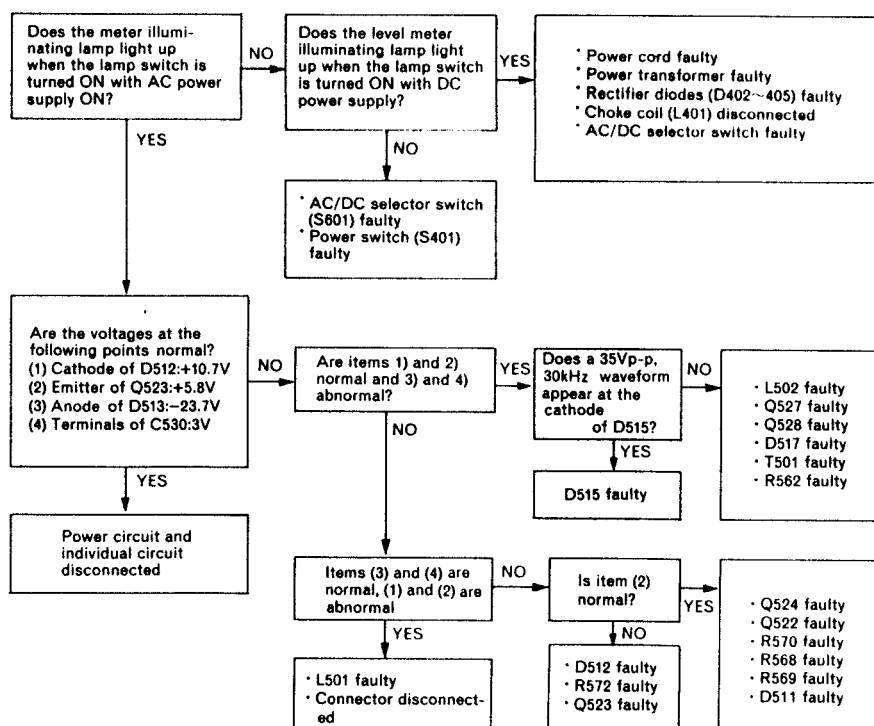 Does the meter illumi-
nating lamp light up
when the lamp switch is
turned ON with AC power
supply ON?
NO
Does the level meter
illuminating lamp light
up when the lamp switch
is turned ON with DC
power supply?
YES
· Power cord faulty
· Power transformer faulty
· Rectifier diodes (D402~405) faulty
· Choke coil (L401) disconnected
· AC/DC selector switch faulty
YES
NO
· AC/DC selector switch
(S601) faulty
· Power switch (S401)
faulty
Are the voltages at the
following points normal?
(1) Cathode of D512:+10.7V
(2) Emitter of Q523:+5.8V
(3) Anode of D513:−23.7V
(4) Terminals of C530:3V
NO
Are items 1) and 2)
normal and 3) and 4)
abnormal?
YES
Does a 35Vp-p,
30kHz waveform
appear at the
cathode
of D515?
NO
· L502 faulty
· Q527 faulty
· Q528 faulty
· D517 faulty
· T501 faulty
· R562 faulty
YES
D515 faulty
YES
Power circuit and
individual circuit
disconnected
NO
Items (3) and (4) are
normal, (1) and (2) are
abnormal
NO
Is item (2)
normal?
YES
· Q524 faulty
· Q522 faulty
· R570 faulty
· R568 faulty
· R569 faulty
· D511 faulty
YES
· L501 faulty
· Connector disconnect-
ed
NO
· D512 faulty
· R572 faulty
· Q523 faulty